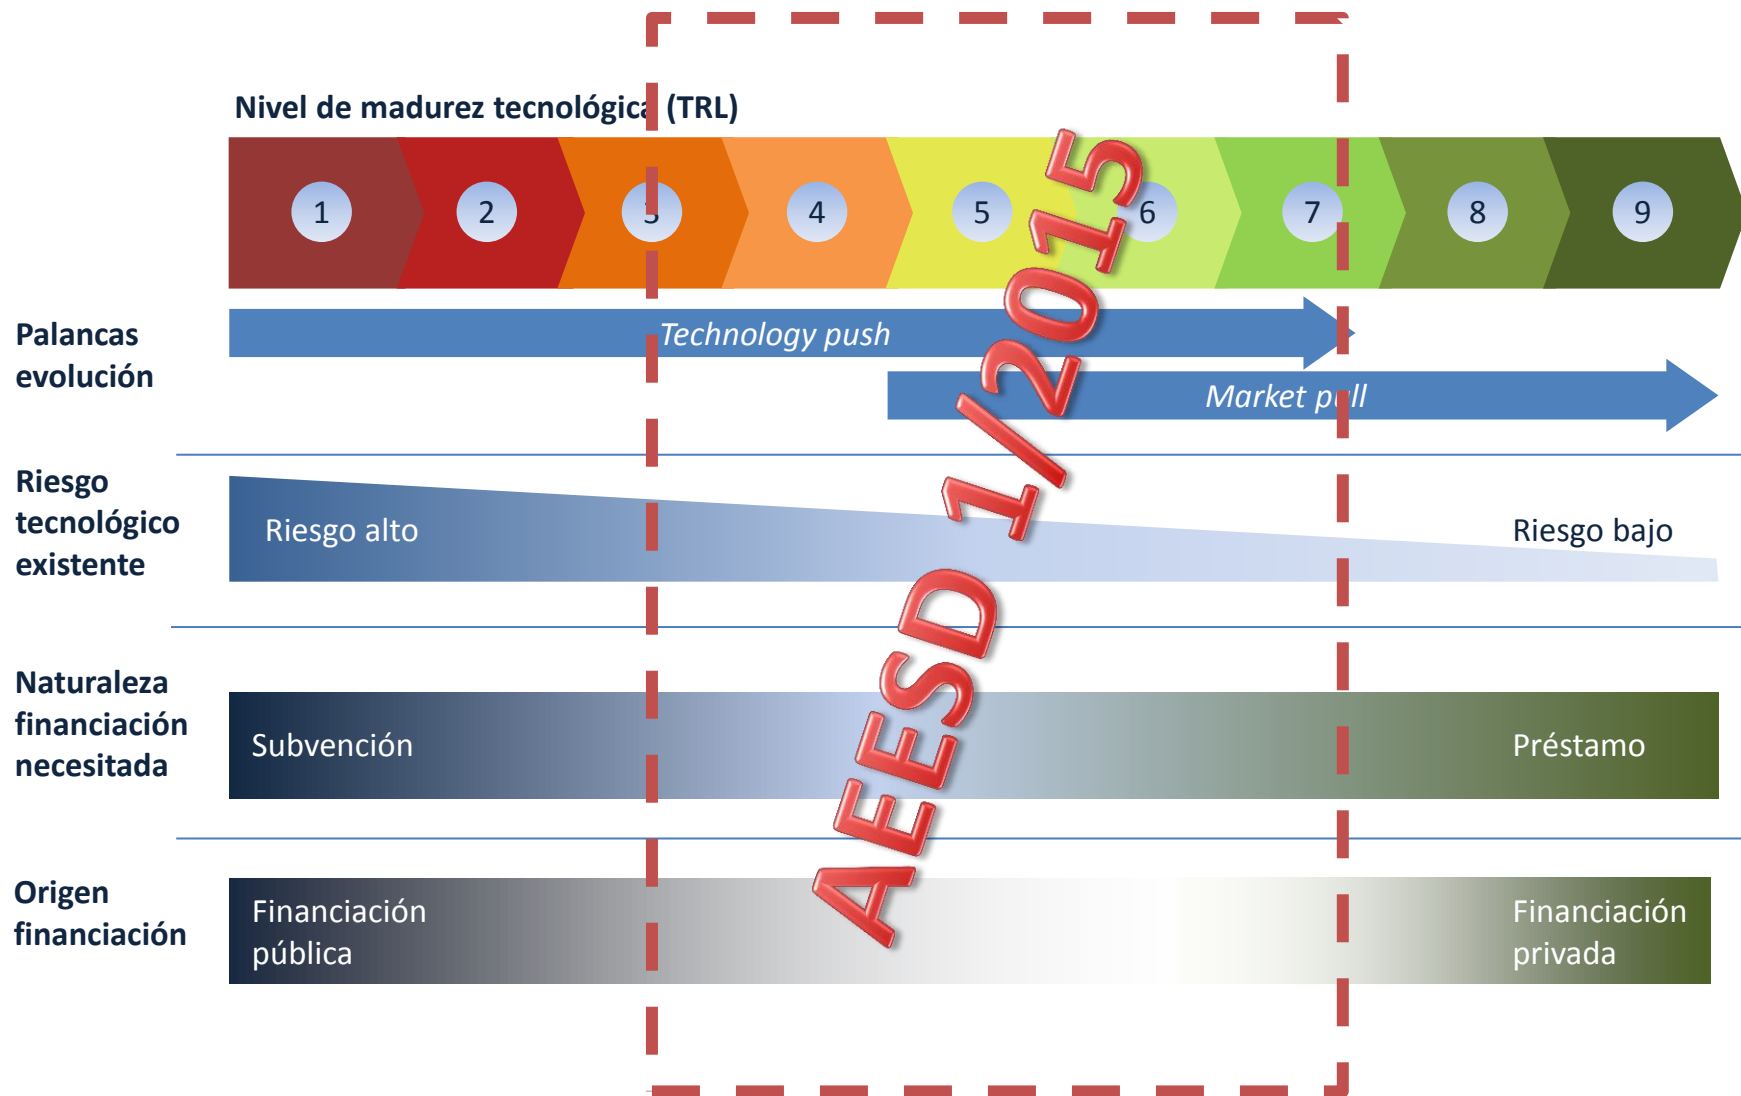 Nivel de madurez tecnológica (TRL)
1 2 3 4 5 6 7 8 9
Palancas
evolución
Technology push
Market pull
Riesgo
tecnológico
existente
Riesgo alto
Riesgo bajo
Naturaleza
financiación
necesitada
Subvención
Préstamo
Origen
financiación
Financiación
pública
Financiación
privada
AEESD 1/2015